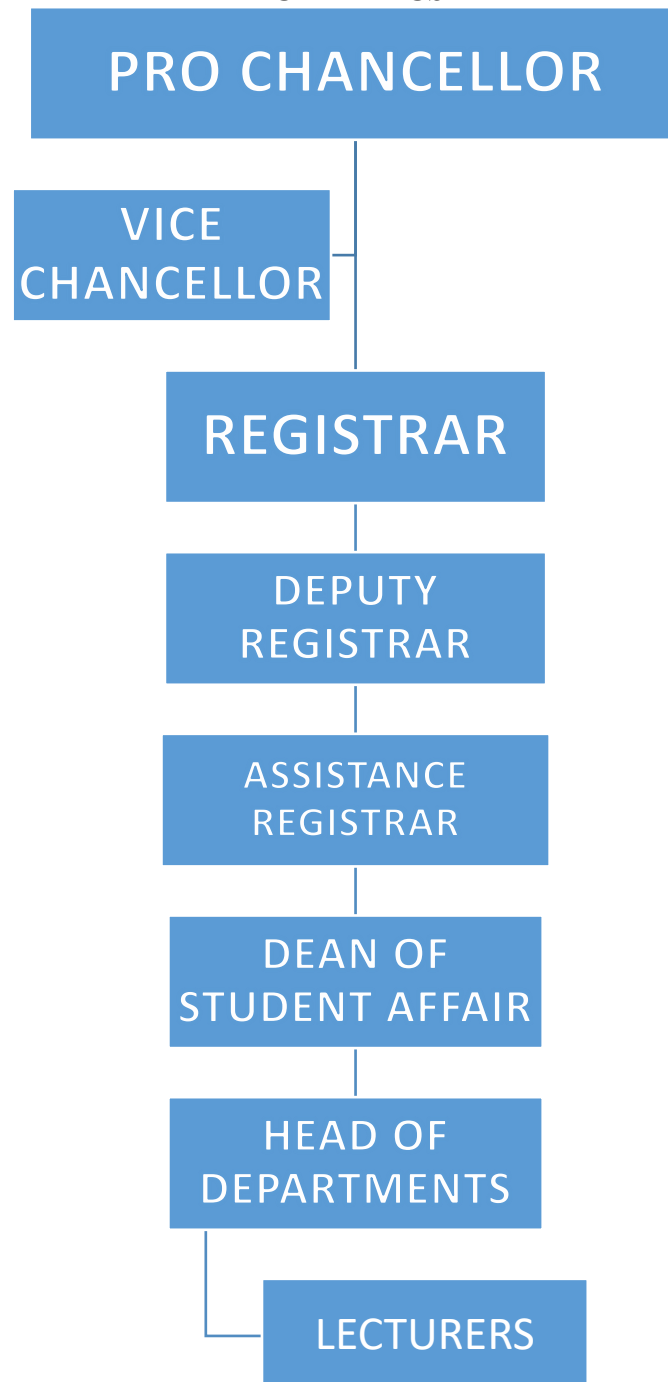 PRO CHANCELLOR
VICE
CHANCELLOR
REGISTRAR
DEPUTY
REGISTRAR
ASSISTANCE
REGISTRAR
DEAN OF
STUDENT AFFAIR
HEAD OF
DEPARTMENTS
LECTURERS